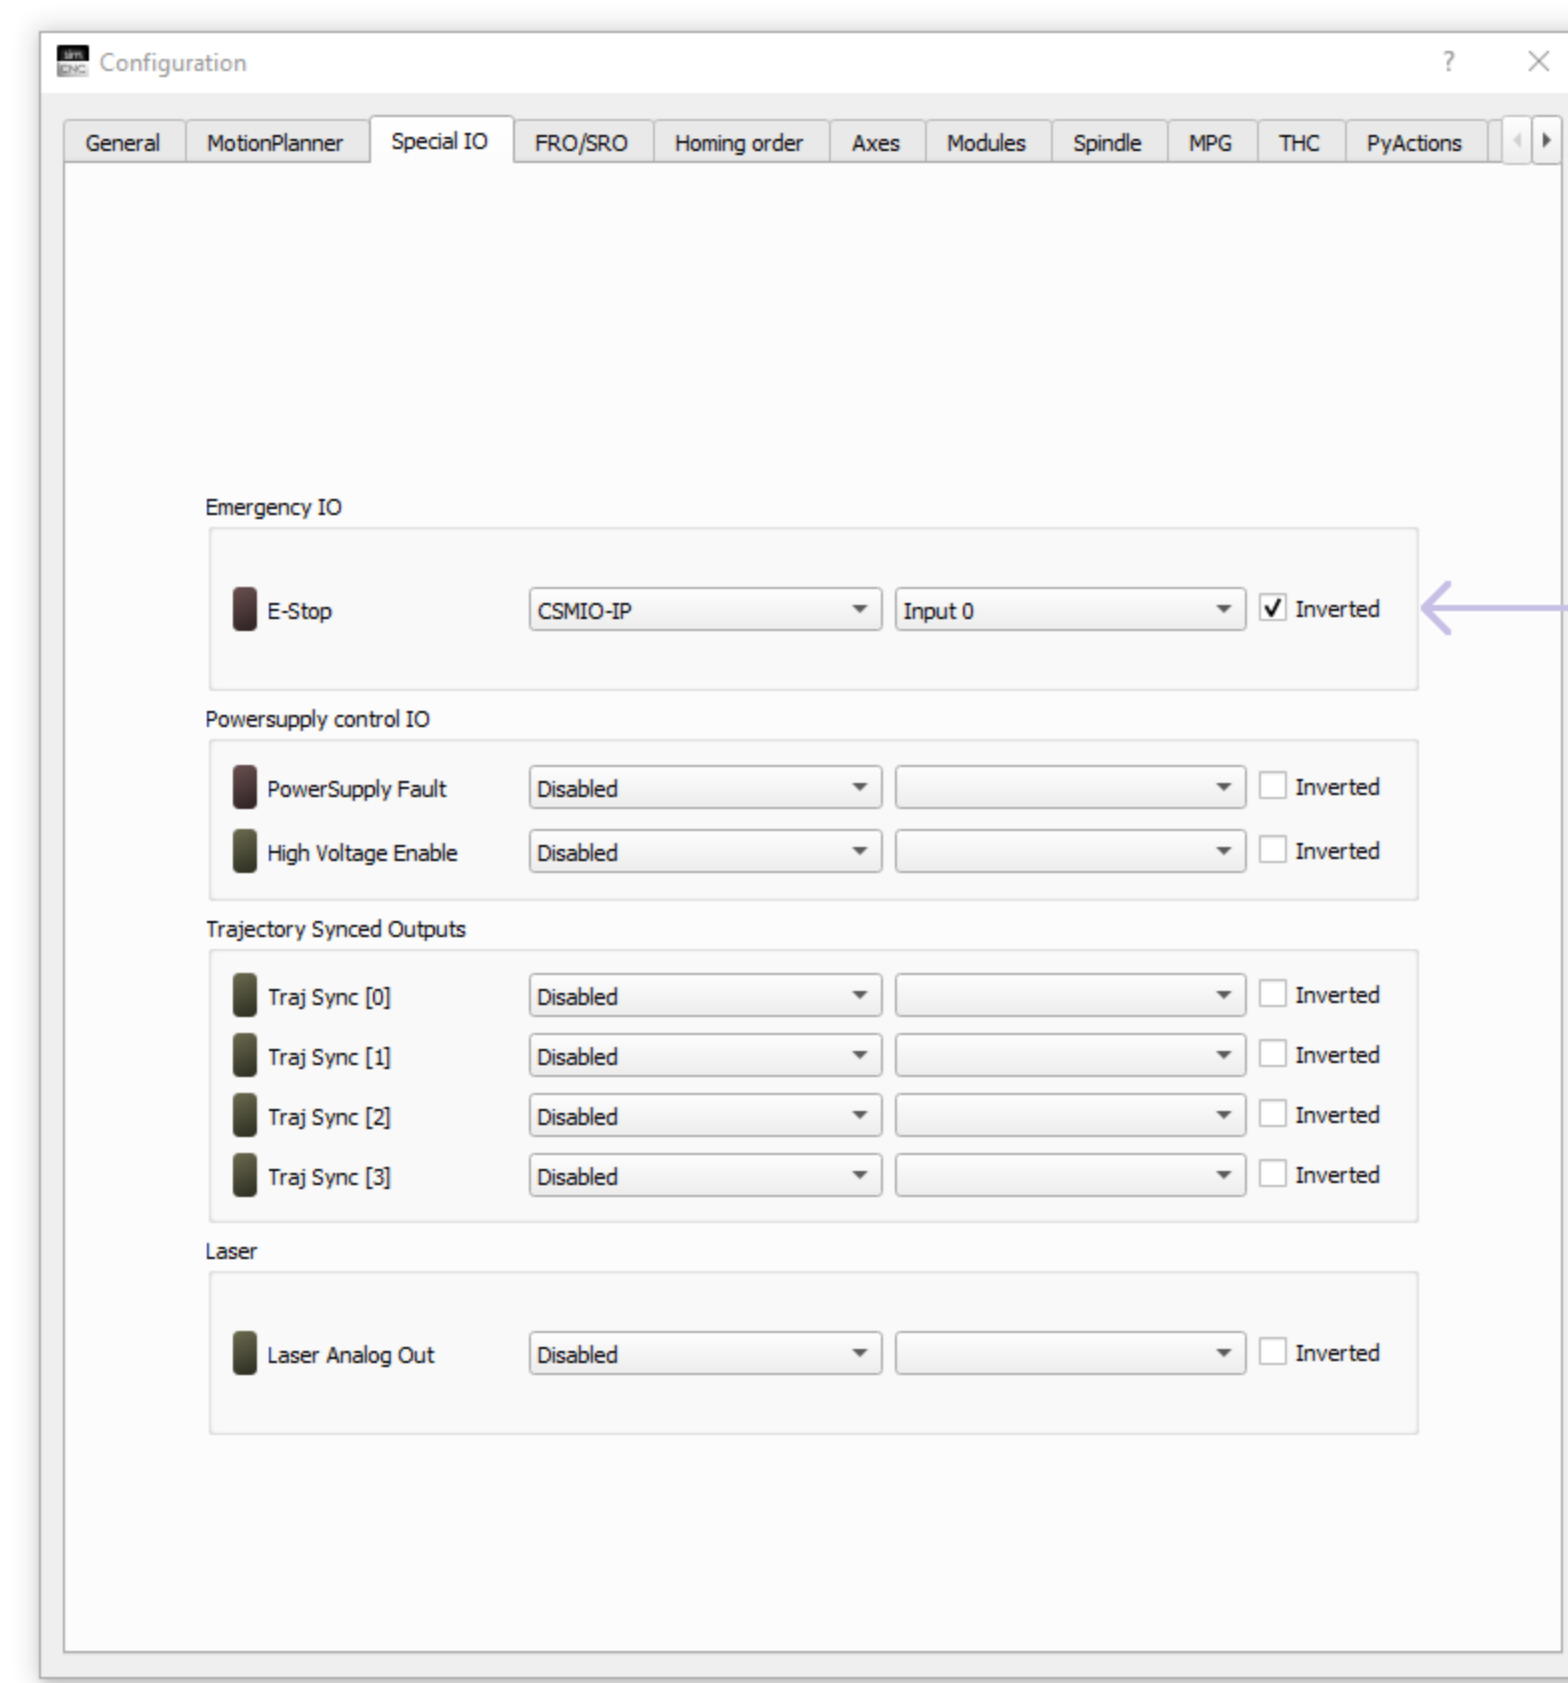 sim
CNC
Configuration ?
General MotionPlanner Special IO FRO/SRO Homing order Axes Modules Spindle MPG THC PyActions
Emergency IO
E-Stop CSMIO-IP Input 0 Inverted
Powersupply control IO
PowerSupply Fault Disabled Inverted
High Voltage Enable Disabled Inverted
Trajectory Synced Outputs
Traj Sync [0] Disabled Inverted
Traj Sync [1] Disabled Inverted
Traj Sync [2] Disabled Inverted
Traj Sync [3] Disabled Inverted
Laser
Laser Analog Out Disabled Inverted